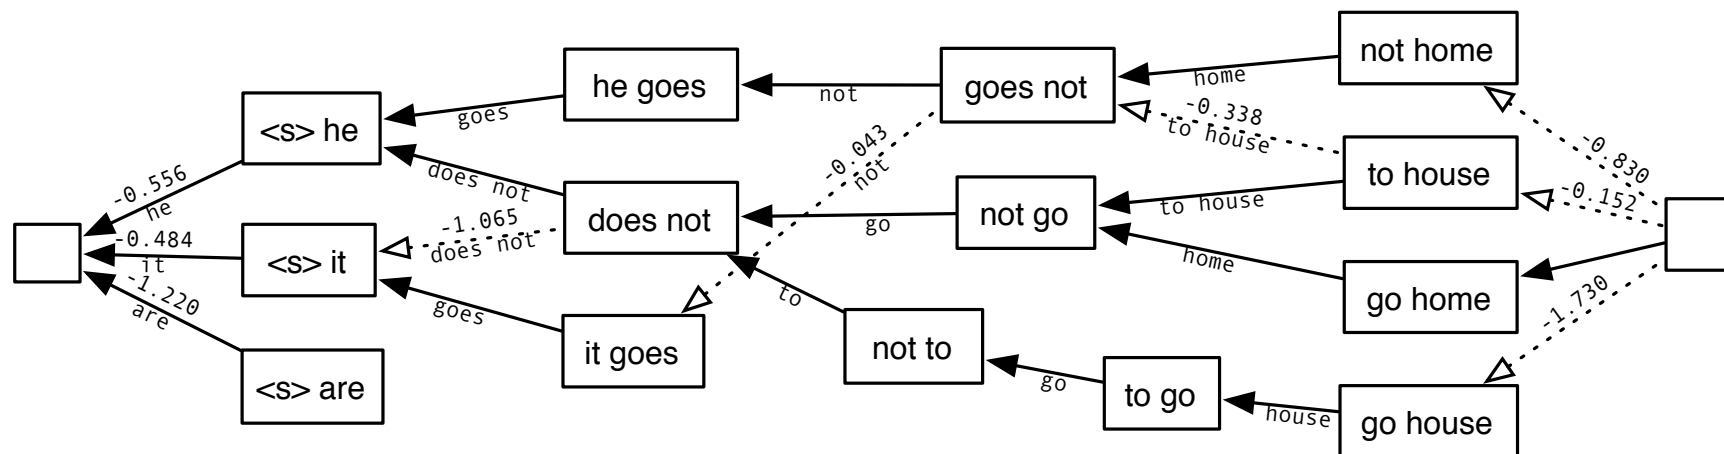 <s> he
<s> it
<s> are
he goes
does not
it goes
goes not
not go
not to
to go
not home
to house
go home
go house
-0.556
he
-0.484
it
-1.220
are
goes
does not
-1.065
does not
goes
not
-0.043
not
go
to
go
home
-0.338
to house
to house
home
house
-0.830
-0.152
-1.730